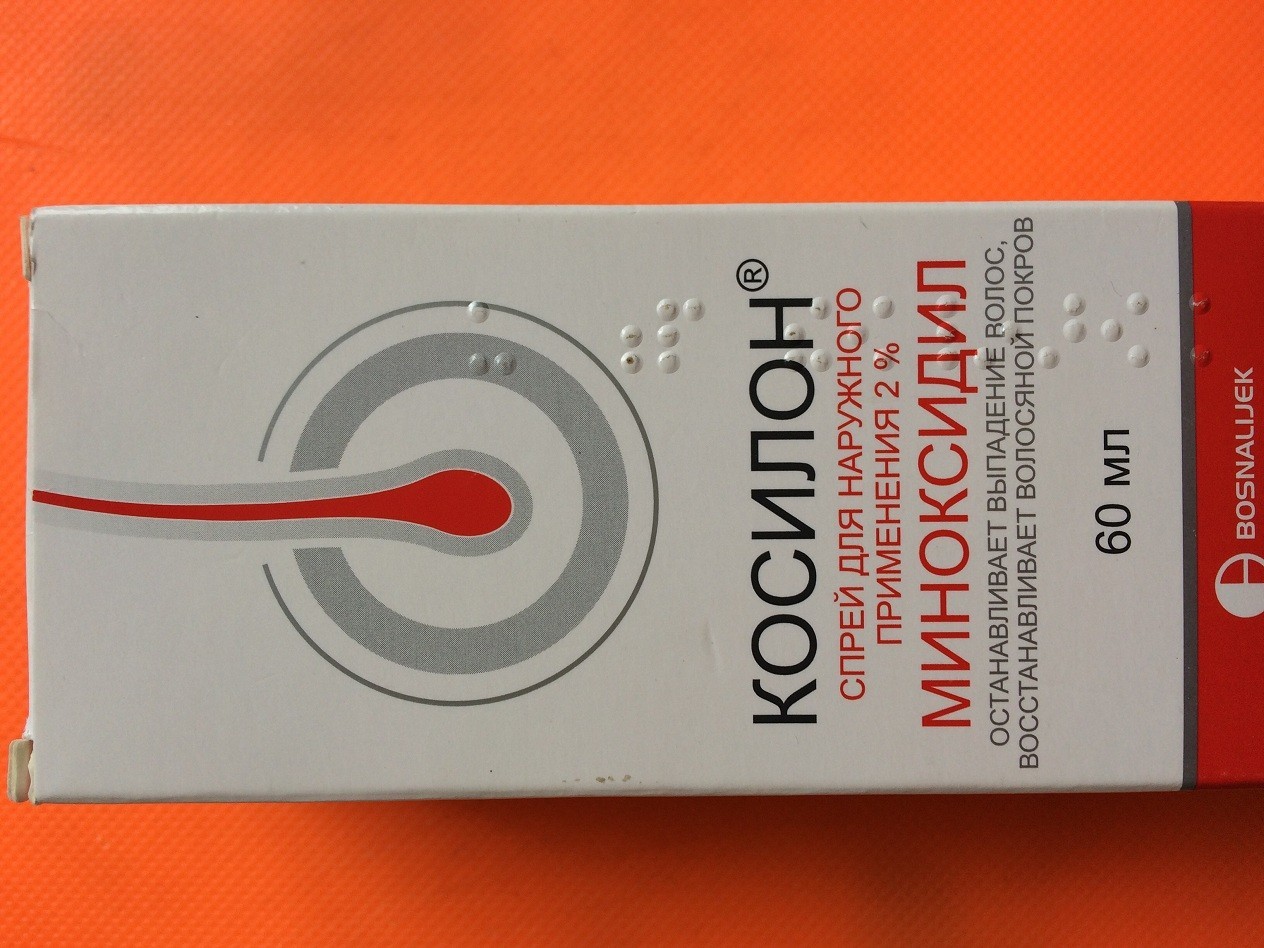 КОСИЛОН®
СПРЕЙ ДЛЯ НАРУЖНОГО
ПРИМЕНЕНИЯ 2 %
МИНОКСИДИЛ
ОСТАНАВЛИВАЕТ ВЫПАДЕНИЕ ВОЛОС,
ВОССТАНАВЛИВАЕТ ВОЛОСЯНОЙ ПОКРОВ
60 мл
BOSNALIJEK